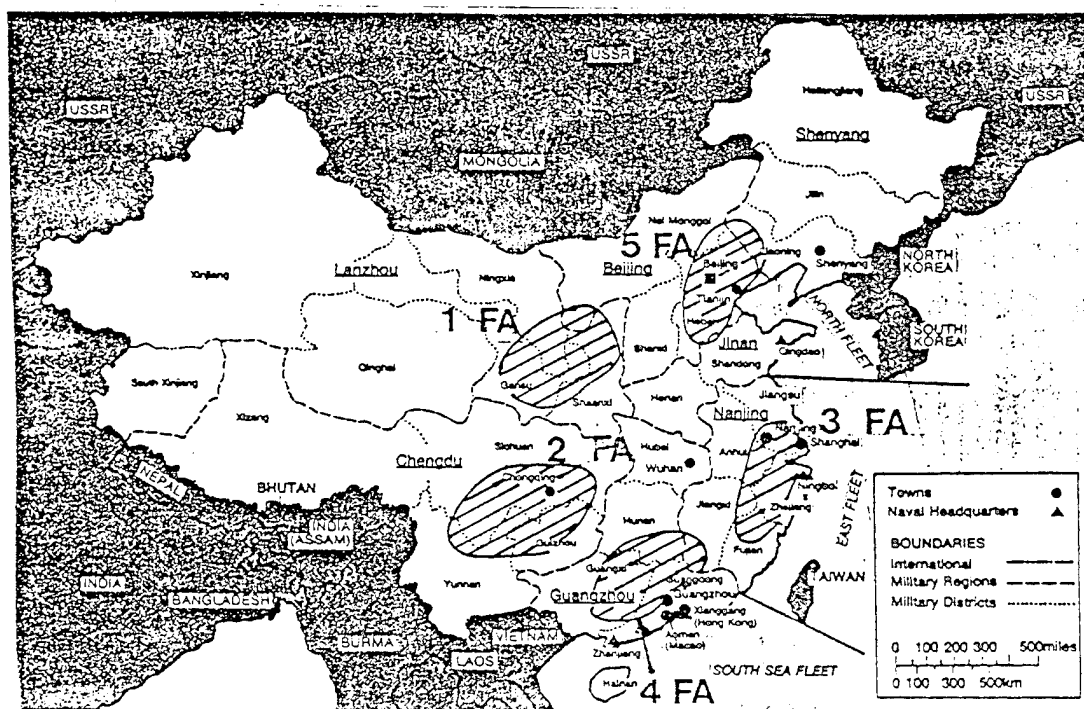 USSR
USSR
USSR
MONGOLIA
Heilongjiang
Shenyang
Jilin
Nei Monggol
5 FA
Beijing
Beijing
Liaoning
Shenyang
NORTH
KOREA
Tianjin
Hebei
NORTH FLEET
SOUTH
KOREA
Xinjiang
Lanzhou
Ningxia
1 FA
Shanxi
Jinan
Qingdao
Shandong
Qinghai
Gansu
Shaanxi
Henan
Jiangsu
Nanjing
Nanjing
3 FA
Shanghai
South Xinjiang
Xizang
Sichuan
2 FA
Hubei
Wuhan
Anhui
Chengdu
Chongqing
Ningbo
Zhejiang
EAST FLEET
NEPAL
BHUTAN
INDIA
(ASSAM)
Hunan
Jiangxi
Guizhou
Fujian
Yunnan
Guangxi
Guangdong
Guangzhou
Guangzhou
Xianggang
(Hong Kong)
Aomen
(Macao)
TAIWAN
INDIA
BANGLADESH
BURMA
VIETNAM
LAOS
Zhanjiang
SOUTH SEA FLEET
Hainan
4 FA
Towns
Naval Headquarters
BOUNDARIES
International
Military Regions
Military Districts
0 100 200 300 500miles
0 100 300 500km